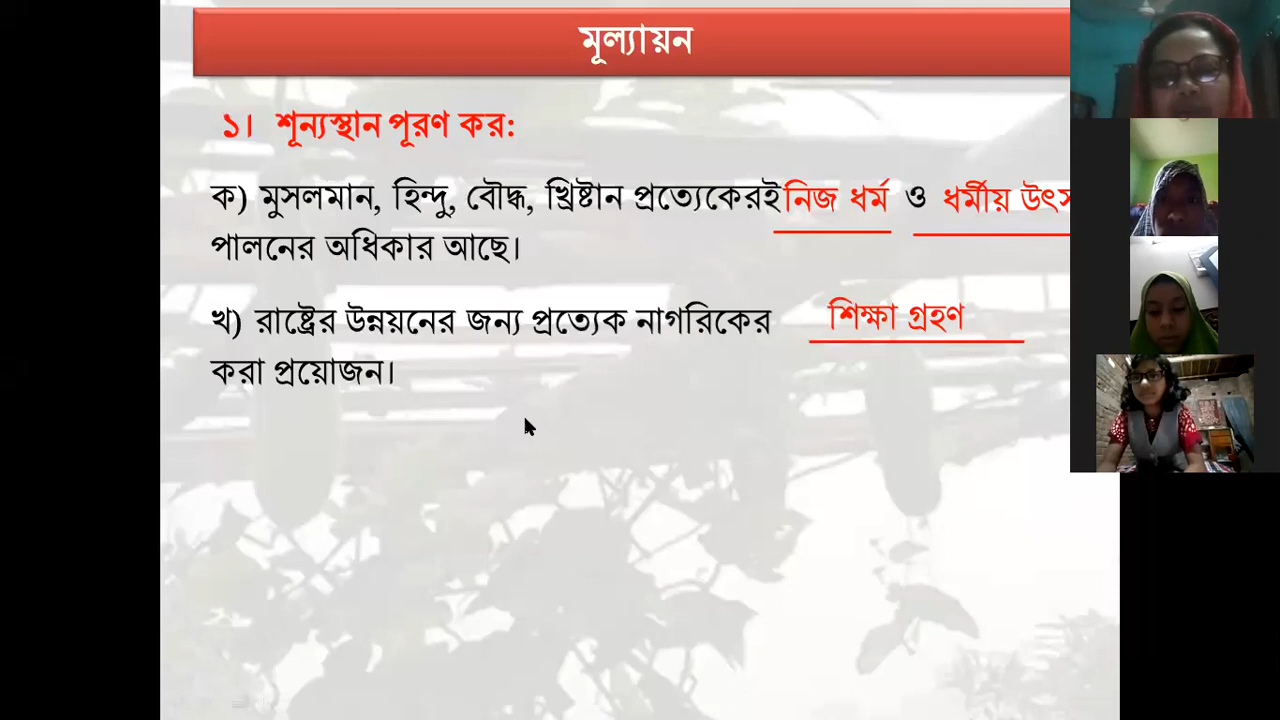 মূল্যায়ন
১। শূন্যস্থান পূরণ কর:
ক) মুসলমান, হিন্দু, বৌদ্ধ, খ্রিষ্টান প্রত্যেকেরই নিজ ধর্ম ও ধর্মীয়
পালনের অধিকার আছে।
খ) রাষ্ট্রের উন্নয়নের জন্য প্রত্যেক নাগরিকের শিক্ষা গ্রহণ
করা প্রয়োজন।